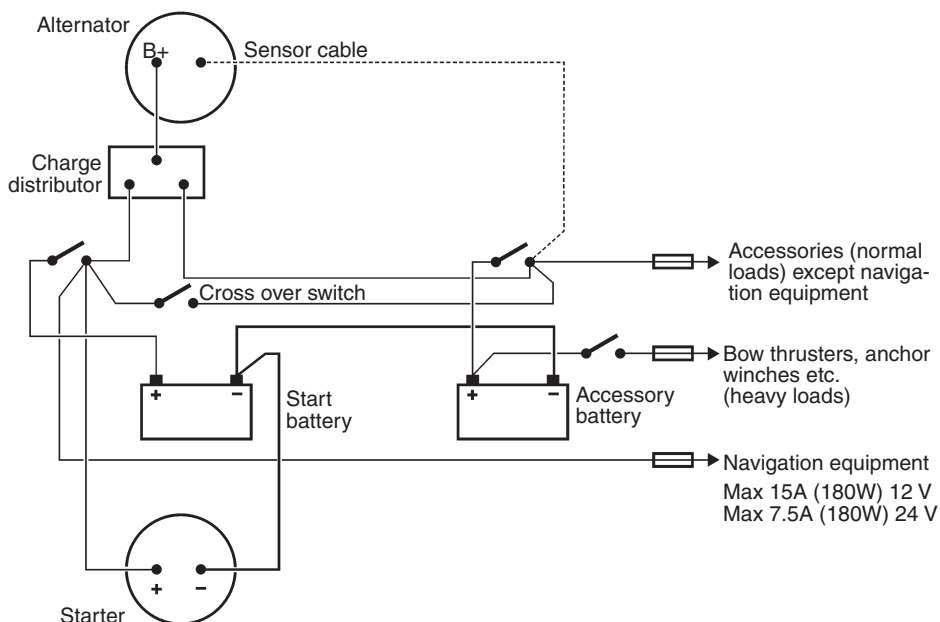 Alternator
B+
Sensor cable
Charge
distributor
Cross over switch
Accessories (normal
loads) except naviga-
tion equipment
Bow thrusters, anchor
winches etc.
(heavy loads)
+ -
Start
battery
+ -
Accessory
battery
Navigation equipment
Max 15A (180W) 12 V
Max 7.5A (180W) 24 V
+ -
Starter